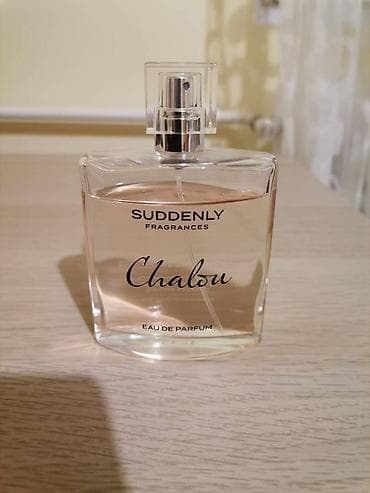 SUDDENLY
FRAGRANCES
Chalou
EAU DE PARFUM